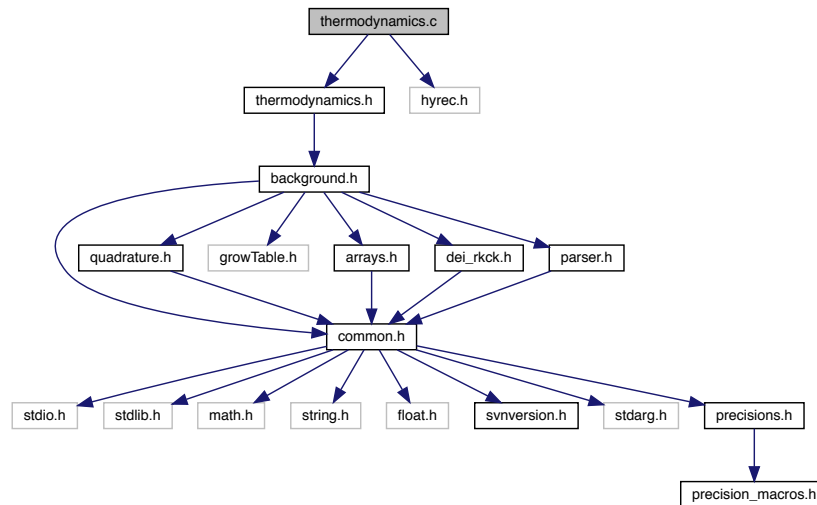 thermodynamics.c
thermodynamics.h
hyrec.h
background.h
quadrature.h
growTable.h
arrays.h
dei_rkck.h
parser.h
common.h
stdio.h
stdlib.h
math.h
string.h
float.h
svnversion.h
stdarg.h
precisions.h
precision_macros.h